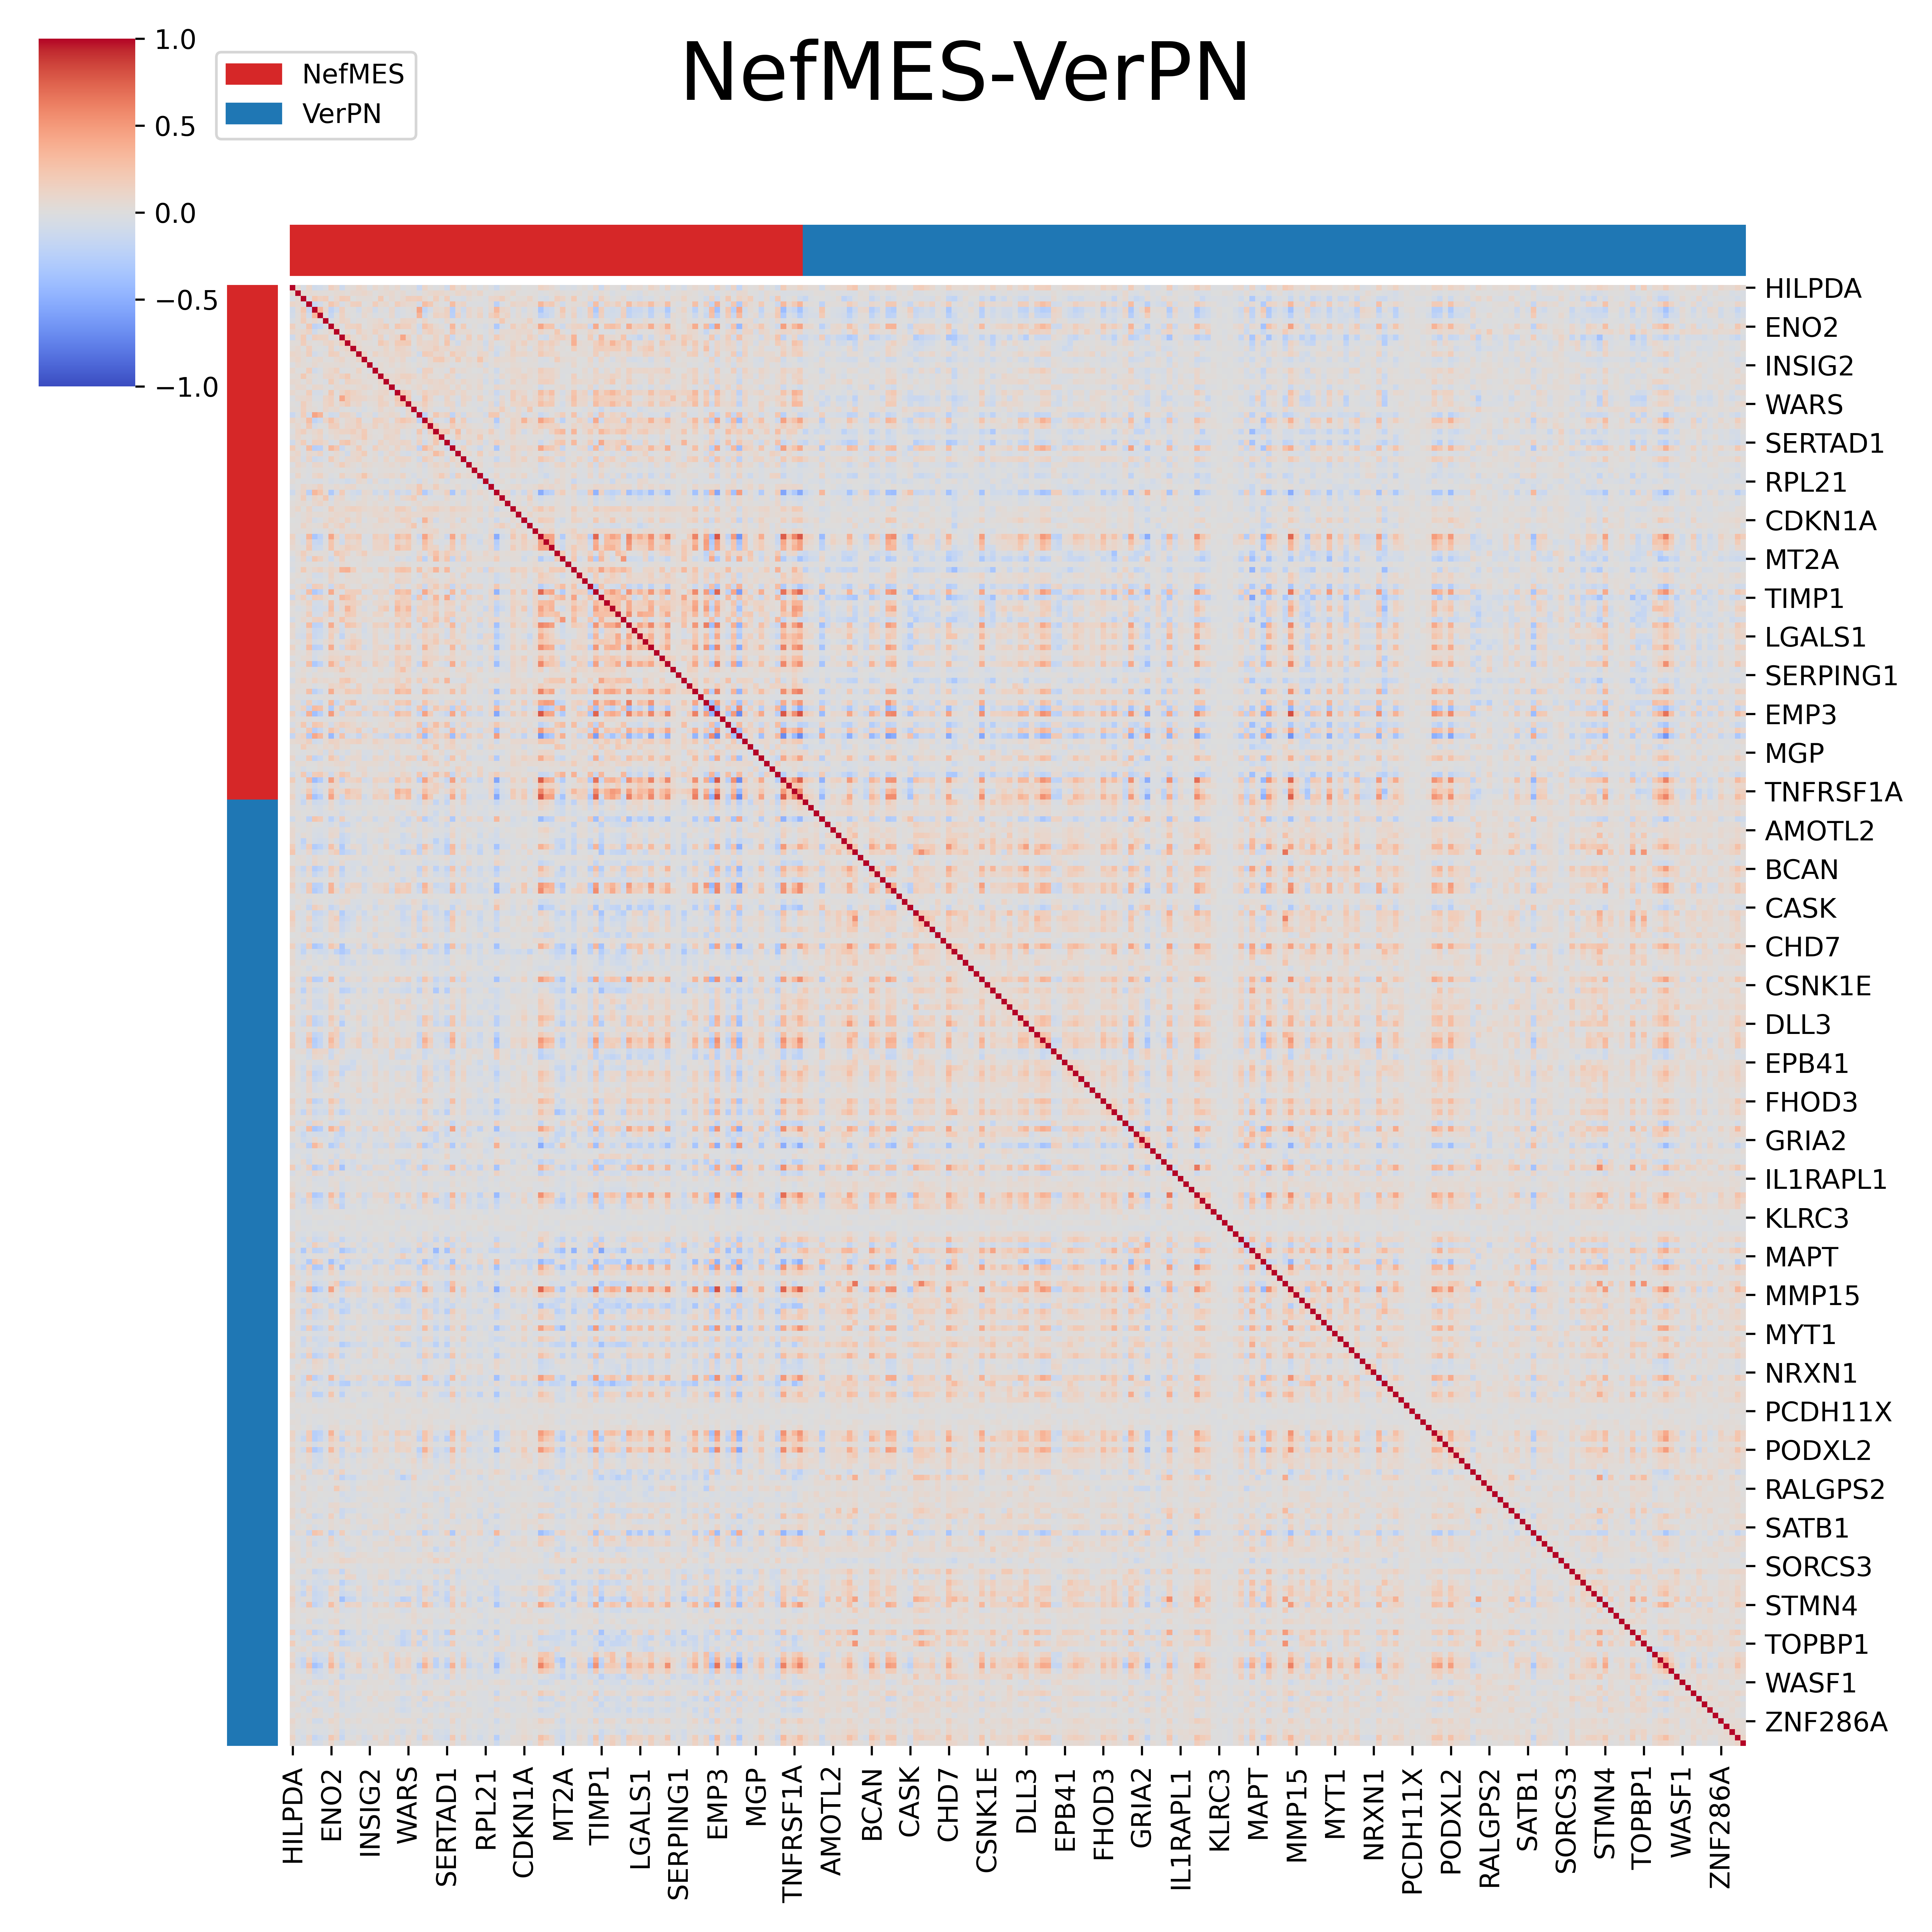 NefMES-VerPN
1.0
0.5
0.0
−0.5
−1.0
NefMES
VerPN
HILPDA
ENO2
INSIG2
WARS
SERTAD1
RPL21
CDKN1A
MT2A
TIMP1
LGALS1
SERPING1
EMP3
MGP
TNFRSF1A
AMOTL2
BCAN
CASK
CHD7
CSNK1E
DLL3
EPB41
FHOD3
GRIA2
IL1RAPL1
KLRC3
MAPT
MMP15
MYT1
NRXN1
PCDH11X
PODXL2
RALGPS2
SATB1
SORCS3
STMN4
TOPBP1
WASF1
ZNF286A
HILPDA
ENO2
INSIG2
WARS
SERTAD1
RPL21
CDKN1A
MT2A
TIMP1
LGALS1
SERPING1
EMP3
MGP
TNFRSF1A
AMOTL2
BCAN
CASK
CHD7
CSNK1E
DLL3
EPB41
FHOD3
GRIA2
IL1RAPL1
KLRC3
MAPT
MMP15
MYT1
NRXN1
PCDH11X
PODXL2
RALGPS2
SATB1
SORCS3
STMN4
TOPBP1
WASF1
ZNF286A